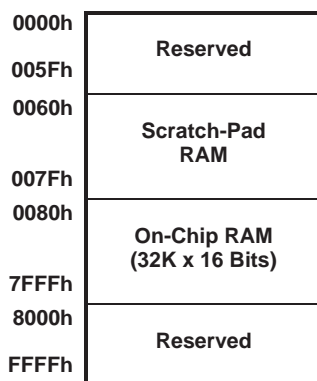 0000h
Reserved
005Fh
0060h
Scratch-Pad
RAM
007Fh
0080h
On-Chip RAM
(32K x 16 Bits)
7FFFh
8000h
Reserved
FFFFh